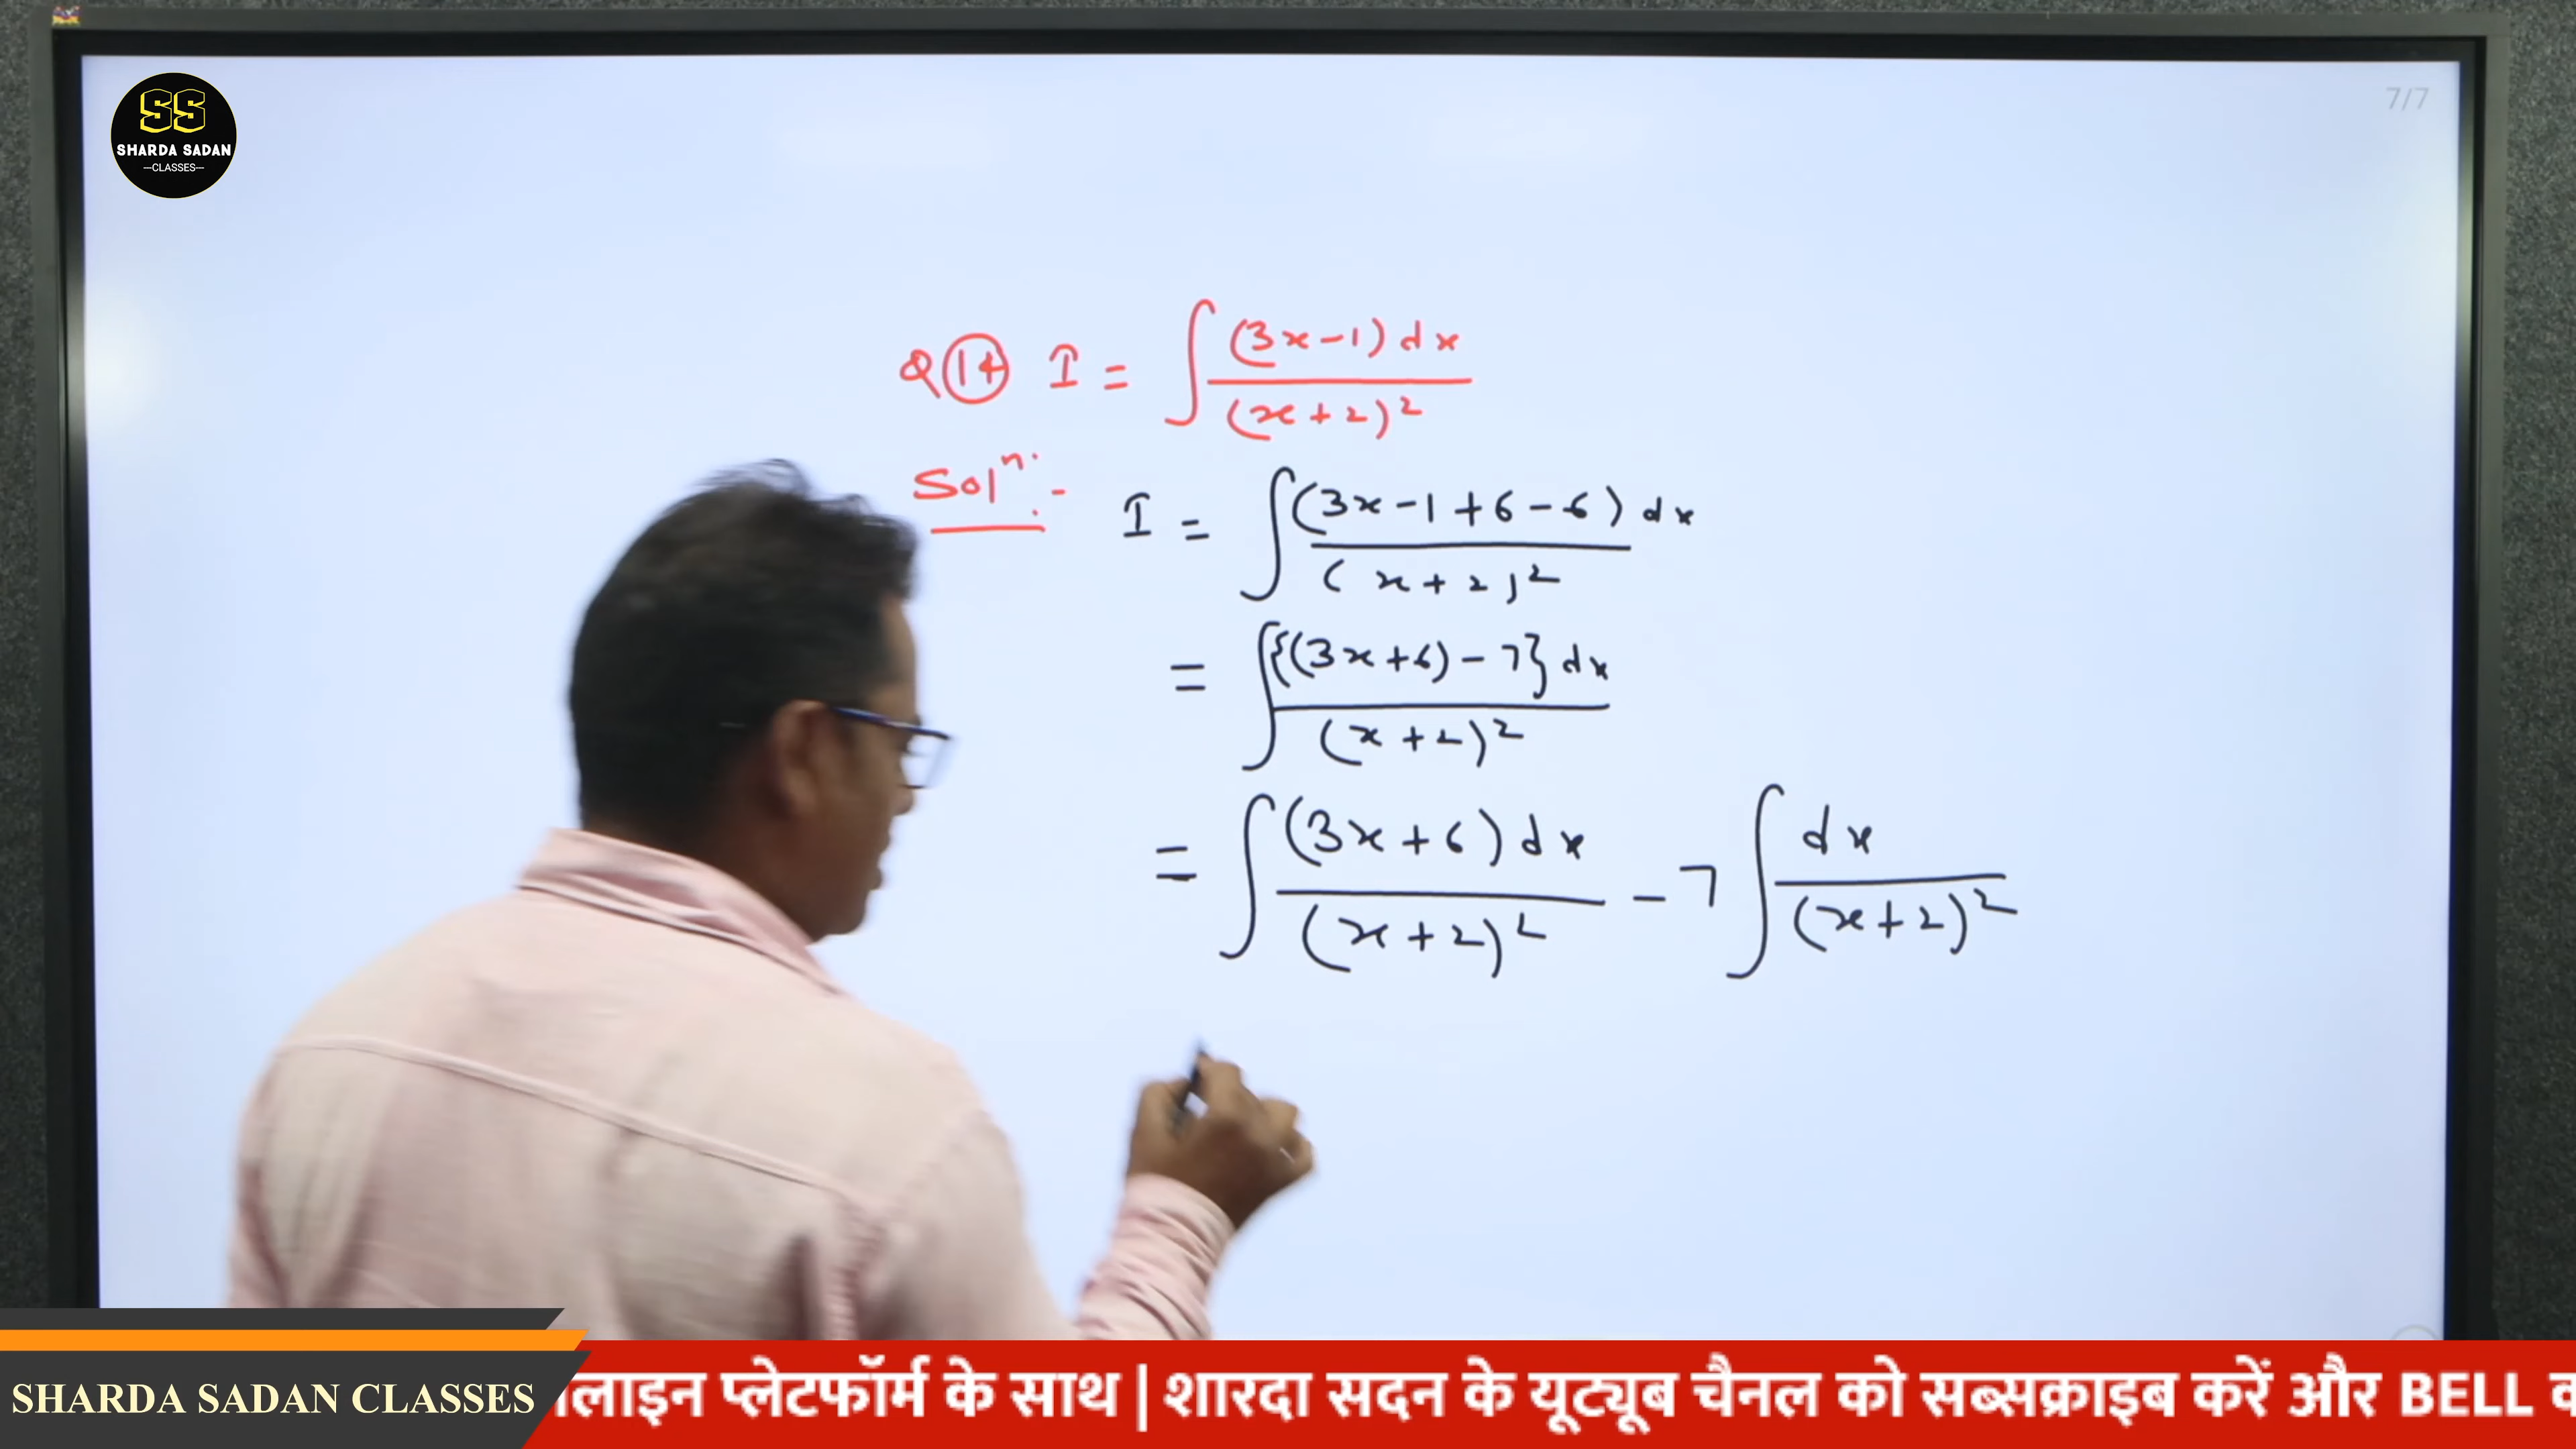 SS
SHARDA SADAN
—CLASSES—
7/7
Q 14 I = ∫ (3x-1) dx / (x+2)²
Solⁿ:-
I = ∫ (3x-1+6-6) dx / (x+2)²
= ∫ {(3x+6)-7} dx / (x+2)²
= ∫ (3x+6) dx / (x+2)² - 7 ∫ dx / (x+2)²
SHARDA SADAN CLASSES
प्लेटफॉर्म के साथ | शारदा सदन के यूट्यूब चैनल को सब्सक्राइब करें और BELL